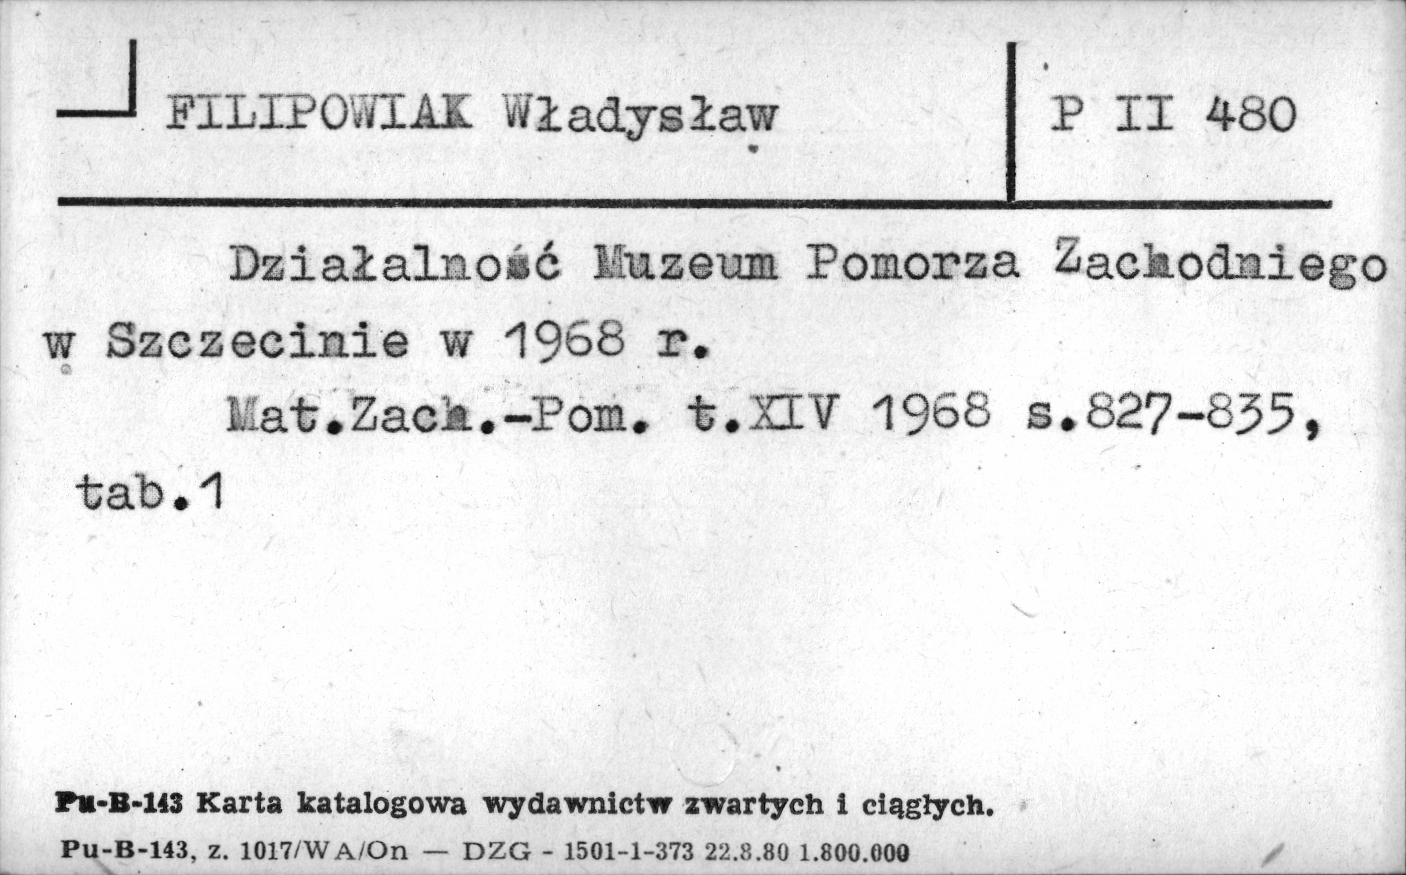 FILIPOWIAK Władysław
P II 480
Działalność Muzeum Pomorza Zachodniego
w Szczecinie w 1968 r.
Mat.Zach.-Pom. t.XIV 1968 s.827-835,
tab.1
Pu-B-143 Karta katalogowa wydawnictw zwartych i ciągłych.
Pu-B-143, z. 1017/WA/On — DZG - 1501-1-373 22.8.80 1.800.000